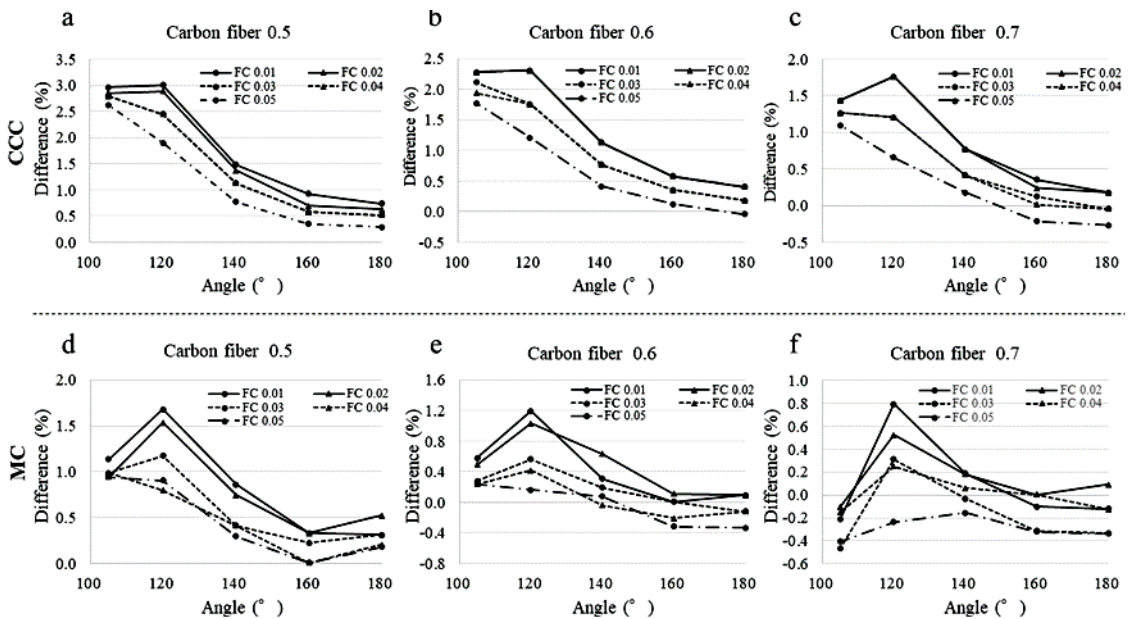 a
Carbon fiber 0.5
3.5
3.0
2.5
2.0
1.5
1.0
0.5
0.0
Difference (%)
CCC
FC 0.01
FC 0.02
FC 0.03
FC 0.04
FC 0.05
100
120
140
160
180
Angle (°)
b
Carbon fiber 0.6
2.5
2.0
1.5
1.0
0.5
0.0
-0.5
Difference (%)
FC 0.01
FC 0.02
FC 0.03
FC 0.04
FC 0.05
100
120
140
160
180
Angle (°)
c
Carbon fiber 0.7
2.0
1.5
1.0
0.5
0.0
-0.5
Difference (%)
FC 0.01
FC 0.02
FC 0.03
FC 0.04
FC 0.05
100
120
140
160
180
Angle (°)
d
Carbon fiber 0.5
2.0
1.5
1.0
0.5
0.0
Difference (%)
MC
FC 0.01
FC 0.02
FC 0.03
FC 0.04
FC 0.05
100
120
140
160
180
Angle (°)
e
Carbon fiber 0.6
1.6
1.2
0.8
0.4
0.0
-0.4
-0.8
Difference (%)
FC 0.01
FC 0.02
FC 0.03
FC 0.04
FC 0.05
100
120
140
160
180
Angle (°)
f
Carbon fiber 0.7
1.0
0.8
0.6
0.4
0.2
0.0
-0.2
-0.4
-0.6
Difference (%)
FC 0.01
FC 0.02
FC 0.03
FC 0.04
FC 0.05
100
120
140
160
180
Angle (°)